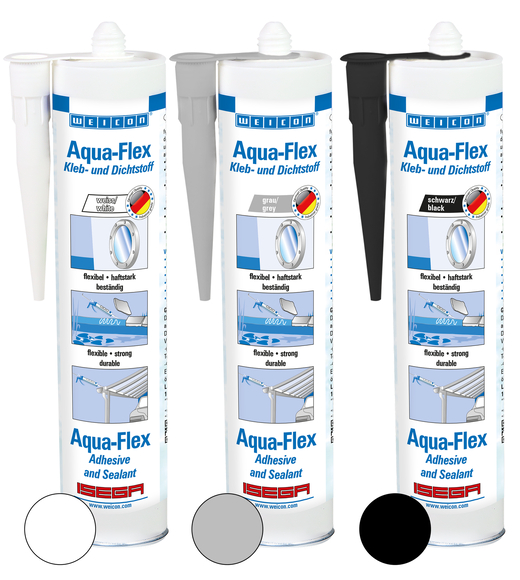 WEICON
Aqua-Flex
Kleb- und Dichtstoff
weiss/
white
flexibel • haftstark
beständig
flexible • strong
durable
Aqua-Flex
Adhesive
and Sealant
ISEGA
www.weicon.com
WEICON
Aqua-Flex
Kleb- und Dichtstoff
grau/
grey
flexibel • haftstark
beständig
flexible • strong
durable
Aqua-Flex
Adhesive
and Sealant
ISEGA
www.weicon.com
WEICON
Aqua-Flex
Kleb- und Dichtstoff
schwarz/
black
flexibel • haftstark
beständig
flexible • strong
durable
Aqua-Flex
Adhesive
and Sealant
ISEGA
www.weicon.com